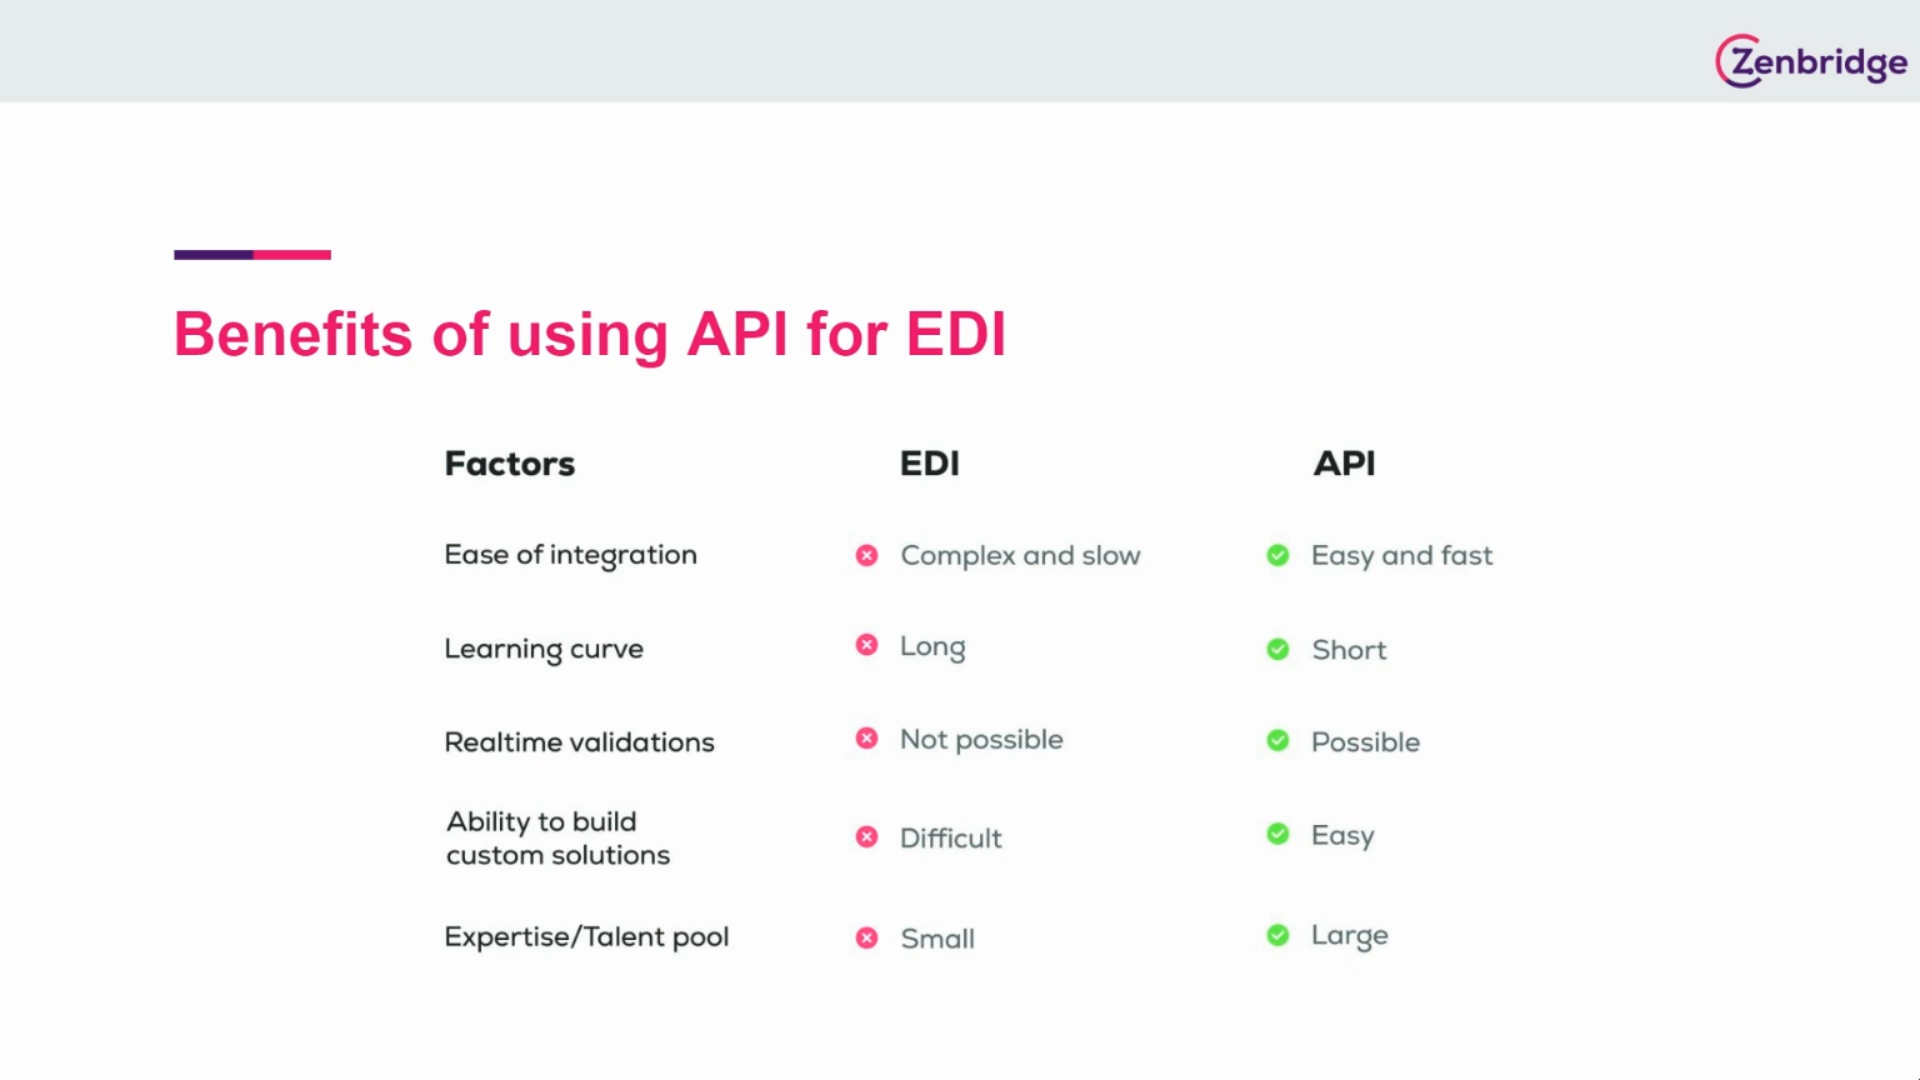 Zenbridge
Benefits of using API for EDI
Factors EDI API
Ease of integration Complex and slow Easy and fast
Learning curve Long Short
Realtime validations Not possible Possible
Ability to build
custom solutions Difficult Easy
Expertise/Talent pool Small Large